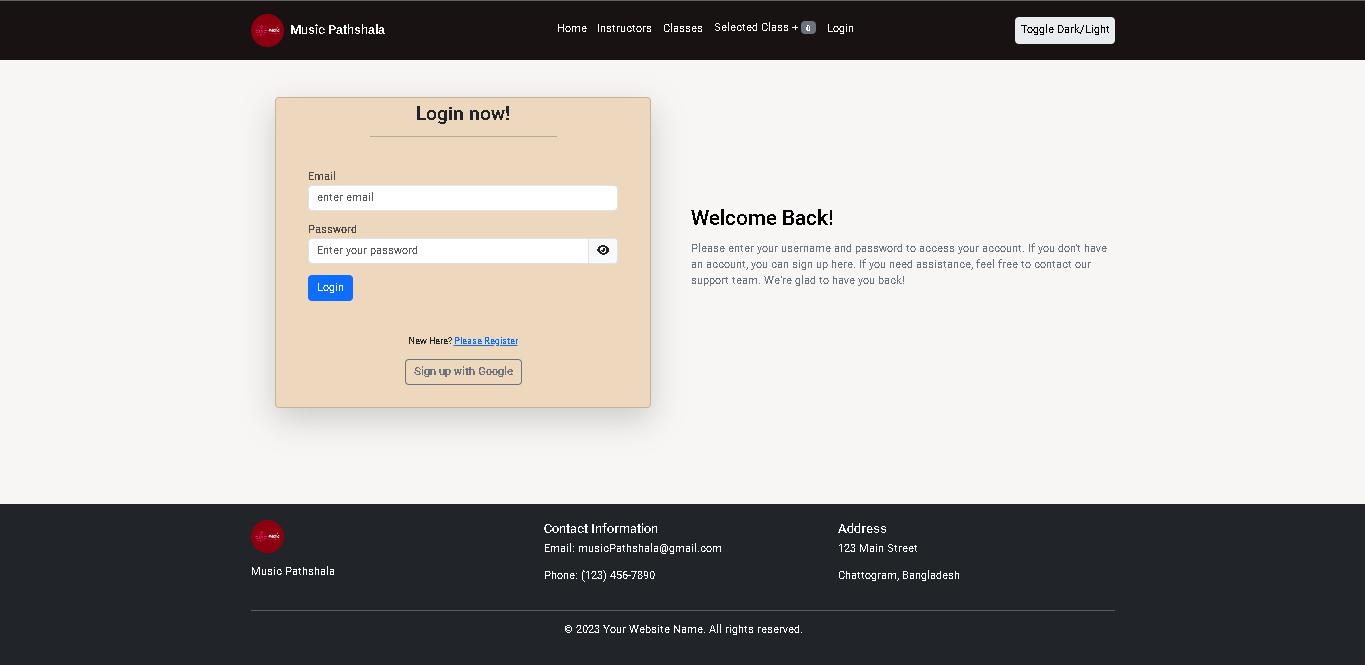 Music Pathshala
Home Instructors Classes Selected Class + 0 Login
Toggle Dark/Light
Login now!
Email
enter email
Password
Enter your password
Login
New Here? Please Register
Sign up with Google
Welcome Back!
Please enter your username and password to access your account. If you don't have
an account, you can sign up here. If you need assistance, feel free to contact our
support team. We're glad to have you back!
Music Pathshala
Contact Information
Email: musicPathshala@gmail.com
Phone: (123) 456-7890
Address
123 Main Street
Chattogram, Bangladesh
© 2023 Your Website Name. All rights reserved.